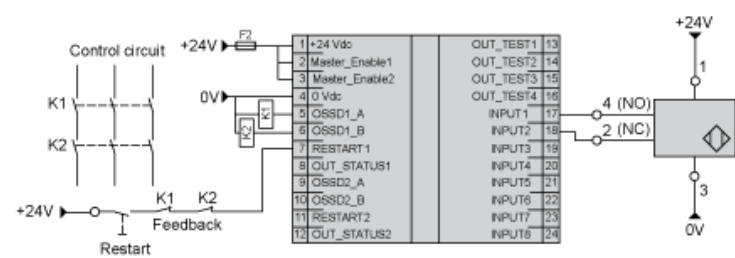 +24V
F2
1 +24 Vdc OUT_TEST1 13
Control circuit
+24V
2 Master_Enable1 OUT_TEST2 14
3 Master_Enable2 OUT_TEST3 15
1
0V
4 0 Vdc OUT_TEST4 16
K1
K1
5 OSSD1_A INPUT1 17
4 (NO)
K2
6 OSSD1_B INPUT2 18
2 (NC)
K2
7 RESTART1 INPUT3 19
8 OUT_STATUS1 INPUT4 20
9 OSSD2_A INPUT5 21
3
K1 K2
10 OSSD2_B INPUT6 22
+24V
Feedback
11 RESTART2 INPUT7 23
0V
12 OUT_STATUS2 INPUT8 24
Restart